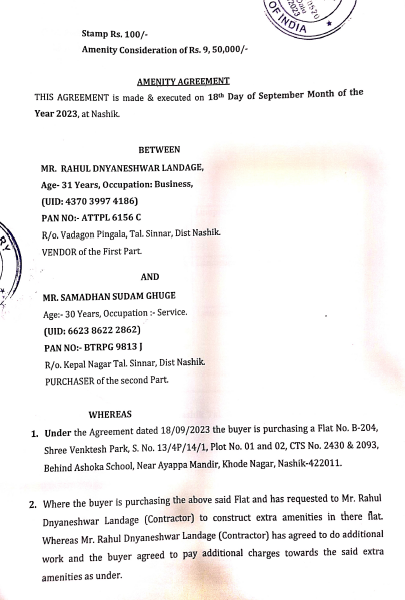 OF INDIA
Stamp Rs. 100/-
Amenity Consideration of Rs. 9, 50,000/-
AMENITY AGREEMENT
THIS AGREEMENT is made & executed on 18th Day of September Month of the
Year 2023, at Nashik.
BETWEEN
MR. RAHUL DNYANESHWAR LANDAGE,
Age- 31 Years, Occupation: Business,
(UID: 4370 3997 4186)
PAN NO:- ATTPL 6156 C
R/o. Vadagon Pingala, Tal. Sinnar, Dist Nashik.
VENDOR of the First Part.
AND
MR. SAMADHAN SUDAM GHUGE
Age:- 30 Years, Occupation :- Service.
(UID: 6623 8622 2862)
PAN NO:- BTRPG 9813 J
R/o. Kepal Nagar Tal. Sinnar, Dist Nashik.
PURCHASER of the second Part.
WHEREAS
1. Under the Agreement dated 18/09/2023 the buyer is purchasing a Flat No. B-204,
Shree Venktesh Park, S. No. 13/4P/14/1, Plot No. 01 and 02, CTS No. 2430 & 2093,
Behind Ashoka School, Near Ayappa Mandir, Khode Nagar, Nashik-422011.
2. Where the buyer is purchasing the above said Flat and has requested to Mr. Rahul
Dnyaneshwar Landage (Contractor) to construct extra amenities in there flat.
Whereas Mr. Rahul Dnyaneshwar Landage (Contractor) has agreed to do additional
work and the buyer agreed to pay additional charges towards the said extra
amenities as under.